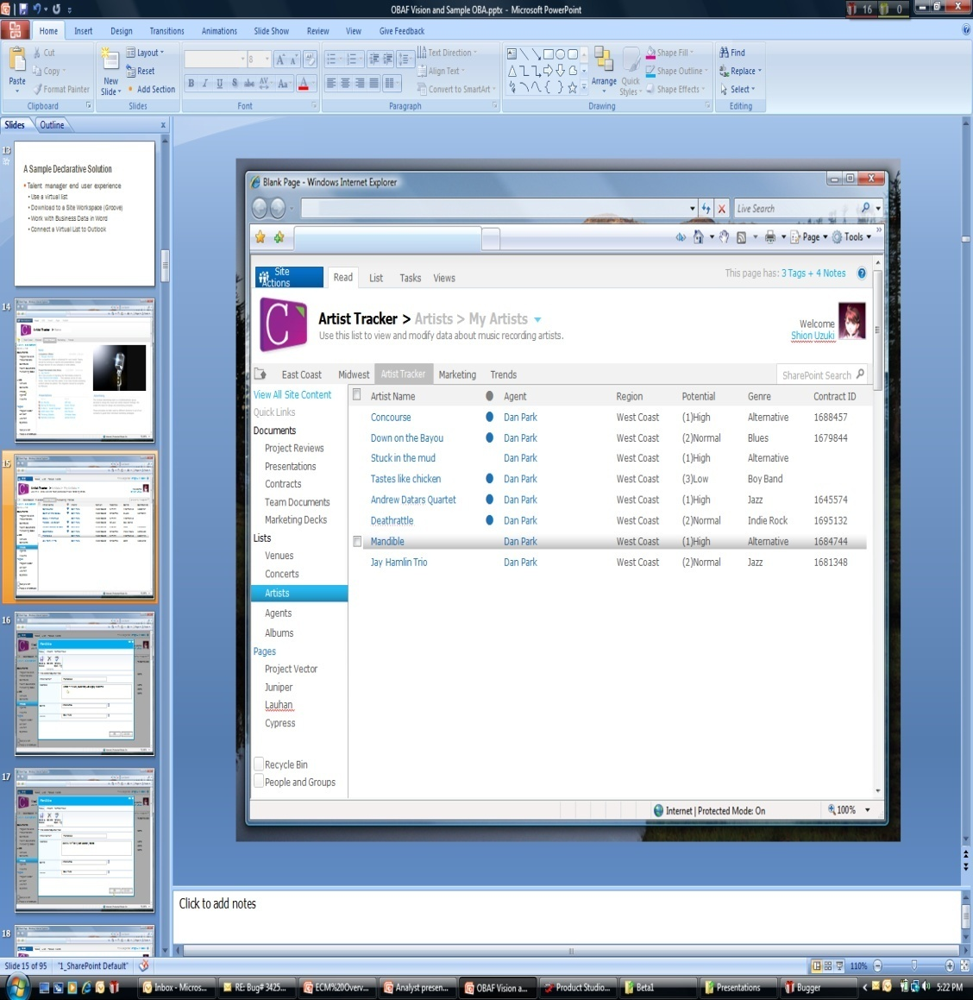 OBAF Vision and Sample OBA.pptx - Microsoft PowerPoint
16 0
Home Insert Design Transitions Animations Slide Show Review View Give Feedback
Paste
Cut
Copy
Format Painter
Clipboard
New Slide
Layout
Reset
Add Section
Slides
8
Font
Text Direction
Align Text
Convert to SmartArt
Paragraph
Arrange
Quick Styles
Shape Fill
Shape Outline
Shape Effects
Drawing
Find
Replace
Select
Editing
Slides Outline x
13
A Sample Declarative Solution
Talent manager end user experience
Use a virtual list
Download to a Site Workspace (Groove)
Work with Business Data in Word
Connect a Virtual List to Outlook
14
15
16
17
18
Blank Page - Windows Internet Explorer
Live Search
Page Tools
Site Actions
Read List Tasks Views
This page has: 3 Tags + 4 Notes
Artist Tracker > Artists > My Artists
Use this list to view and modify data about music recording artists.
Welcome
Shion Uzuki
East Coast Midwest Artist Tracker Marketing Trends
SharePoint Search
View All Site Content
Quick Links
Documents
Project Reviews
Presentations
Contracts
Team Documents
Marketing Decks
Lists
Venues
Concerts
Artists
Agents
Albums
Pages
Project Vector
Juniper
Lauhan
Cypress
Recycle Bin
People and Groups
Artist Name Agent Region Potential Genre Contract ID
Concourse Dan Park West Coast (1)High Alternative 1688457
Down on the Bayou Dan Park West Coast (2)Normal Blues 1679844
Stuck in the mud Dan Park West Coast (1)High Alternative
Tastes like chicken Dan Park West Coast (3)Low Boy Band
Andrew Datars Quartet Dan Park West Coast (1)High Jazz 1645574
Deathrattle Dan Park West Coast (2)Normal Indie Rock 1695132
Mandible Dan Park West Coast (1)High Alternative 1684744
Jay Hamlin Trio Dan Park West Coast (2)Normal Jazz 1681348
Internet | Protected Mode: On
100%
Click to add notes
Slide 15 of 95 "1_SharePoint Default" 110%
Inbox - Micros... RE: Bug# 3425... ECM%20Overv... Analyst presen... OBAF Vision a... Product Studio... Beta1 Presentations Bugger 5:22 PM